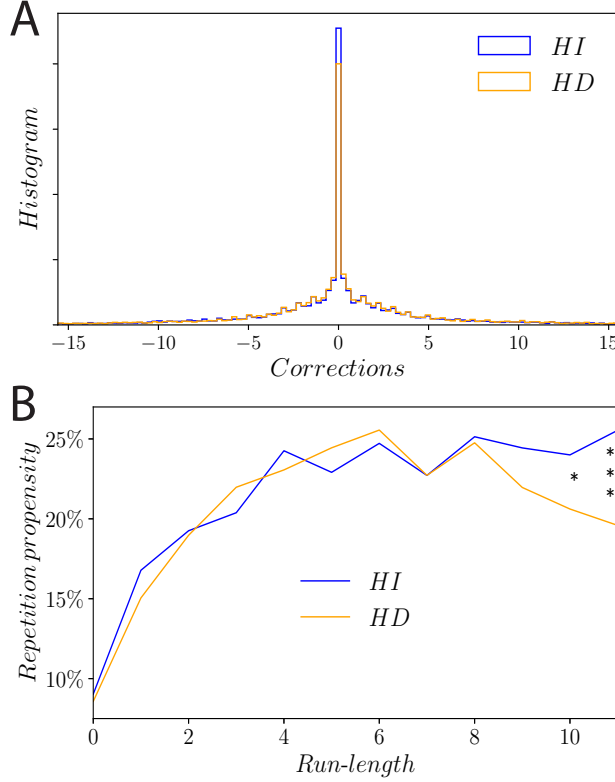 A
HI
HD
Histogram
−15 −10 −5 0 5 10 15
Corrections
B
25%
20%
15%
10%
Repetition propensity
*
*
*
*
HI
HD
0 2 4 6 8 10
Run-length